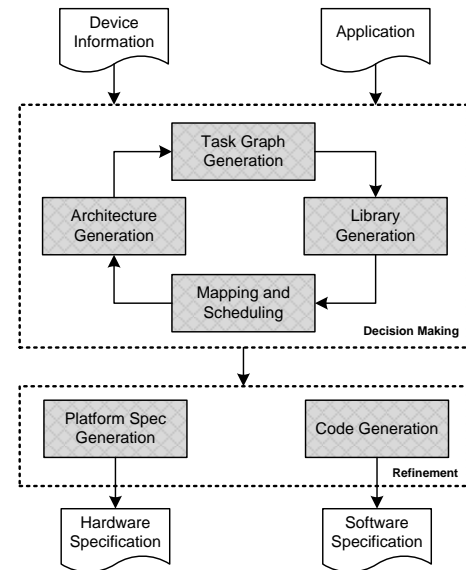 Device
Information
Application
Task Graph
Generation
Architecture
Generation
Library
Generation
Mapping and
Scheduling
Decision Making
Platform Spec
Generation
Code Generation
Refinement
Hardware
Specification
Software
Specification